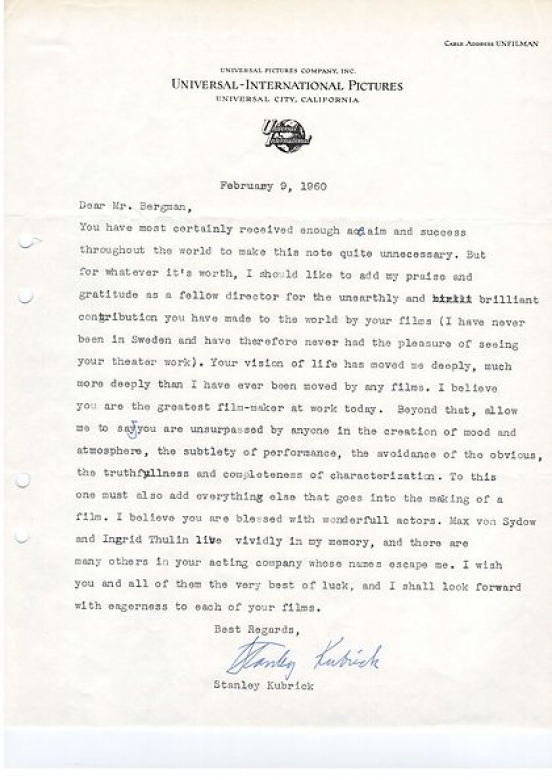 CABLE ADDRESS UNFILMAN
UNIVERSAL PICTURES COMPANY, INC.
UNIVERSAL-INTERNATIONAL PICTURES
UNIVERSAL CITY, CALIFORNIA
Universal
International
February 9, 1960
Dear Mr. Bergman,
You have most certainly received enough acclaim and success
throughout the world to make this note quite unnecessary. But
for whatever it's worth, I should like to add my praise and
gratitude as a fellow director for the unearthly and brilliant
contribution you have made to the world by your films (I have never
been in Sweden and have therefore never had the pleasure of seeing
your theater work). Your vision of life has moved me deeply, much
more deeply than I have ever been moved by any films. I believe
you are the greatest film-maker at work today. Beyond that, allow
me to say you are unsurpassed by anyone in the creation of mood and
atmosphere, the subtlety of performance, the avoidance of the obvious,
the truthfullness and completeness of characterization. To this
one must also add everything else that goes into the making of a
film. I believe you are blessed with wonderfull actors. Max von Sydow
and Ingrid Thulin live vividly in my memory, and there are
many others in your acting company whose names escape me. I wish
you and all of them the very best of luck, and I shall look forward
with eagerness to each of your films.
Best Regards,
Stanley Kubrick
Stanley Kubrick